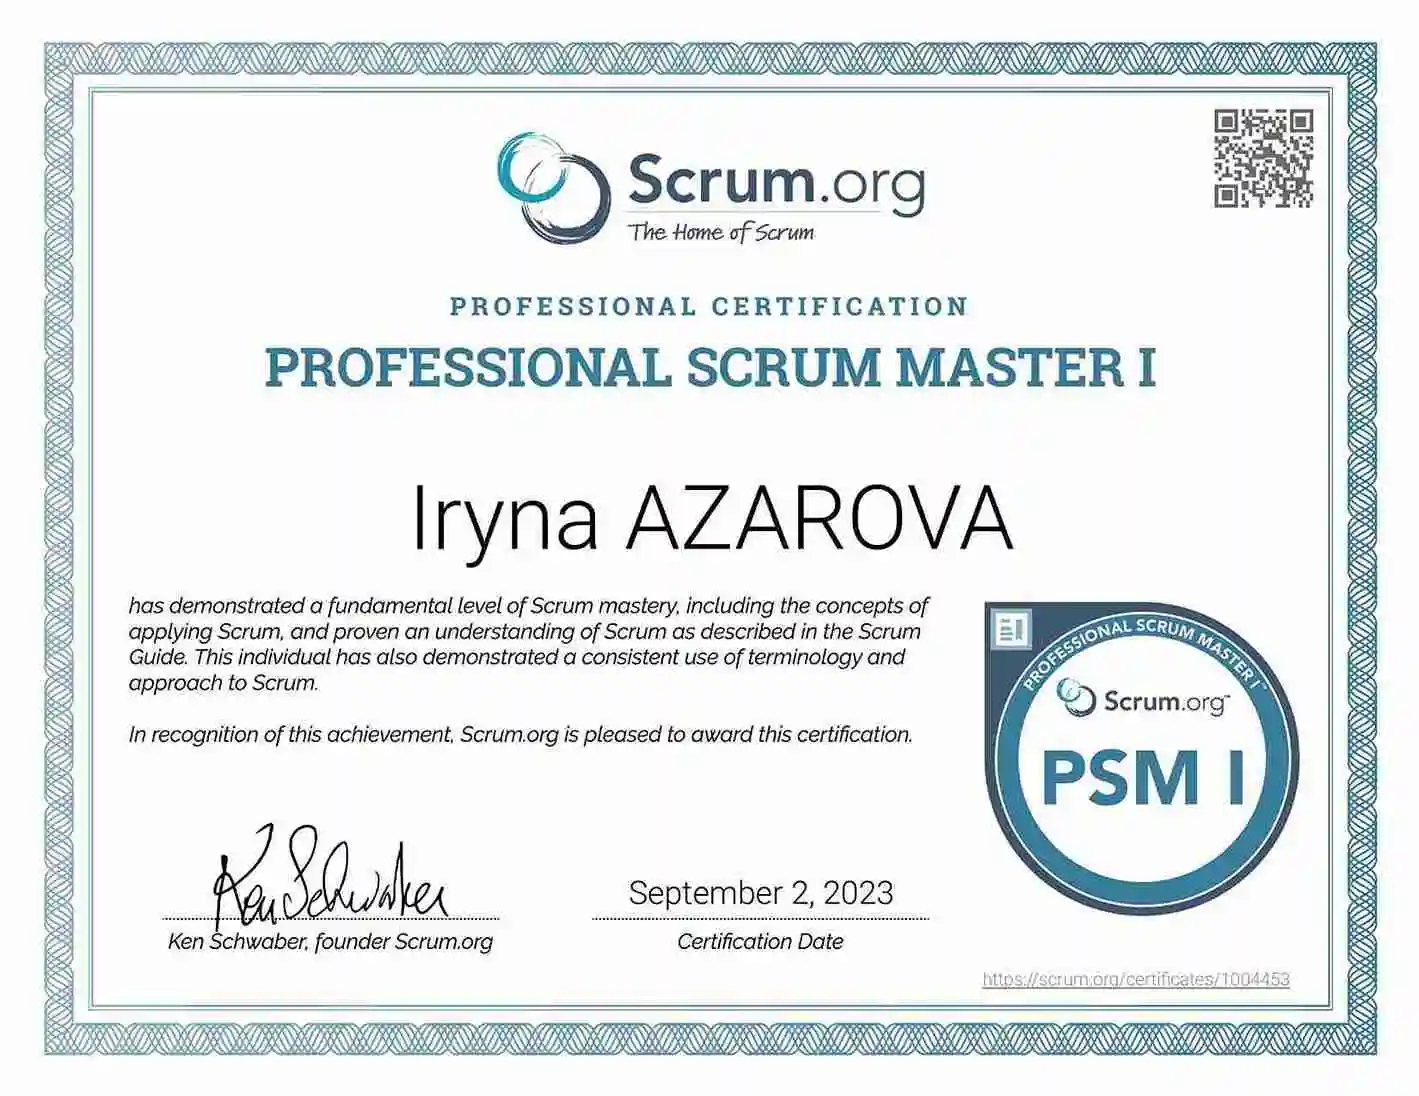 Scrum.org
The Home of Scrum
PROFESSIONAL CERTIFICATION
PROFESSIONAL SCRUM MASTER I
Iryna AZAROVA
has demonstrated a fundamental level of Scrum mastery, including the concepts of
applying Scrum, and proven an understanding of Scrum as described in the Scrum
Guide. This individual has also demonstrated a consistent use of terminology and
approach to Scrum.
In recognition of this achievement, Scrum.org is pleased to award this certification.
PROFESSIONAL SCRUM MASTER I™
Scrum.org™
PSM I
Ken Schwaber
September 2, 2023
Ken Schwaber, founder Scrum.org
Certification Date
https://scrum.org/certificates/1004453